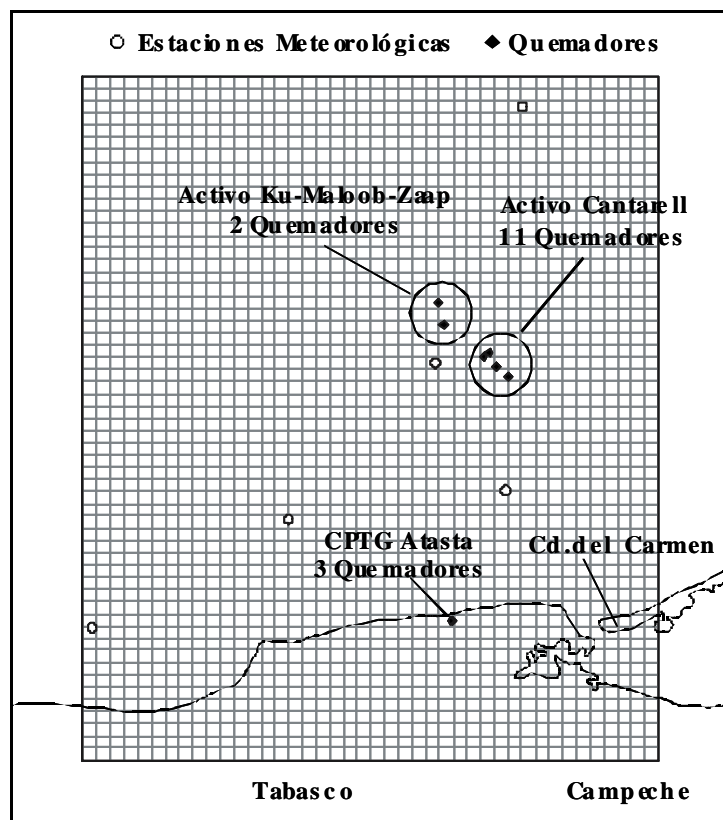 Estaciones Meteorológicas
Quemadores
Activo Ku-Maloob-Zaap
2 Quemadores
Activo Cantarell
11 Quemadores
CPTG Atasta
3 Quemadores
Cd.del Carmen
Tabasco
Campeche